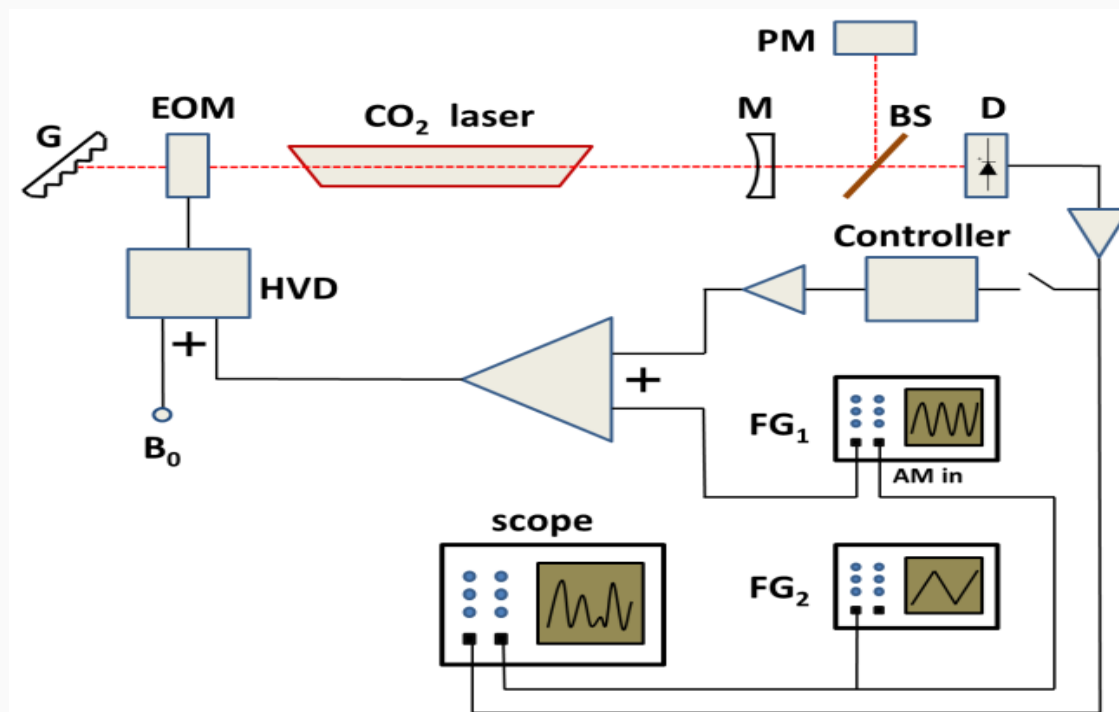 PM
G
EOM
CO₂ laser
M
BS
D
Controller
HVD
+
+
B₀
FG₁
AM in
scope
FG₂